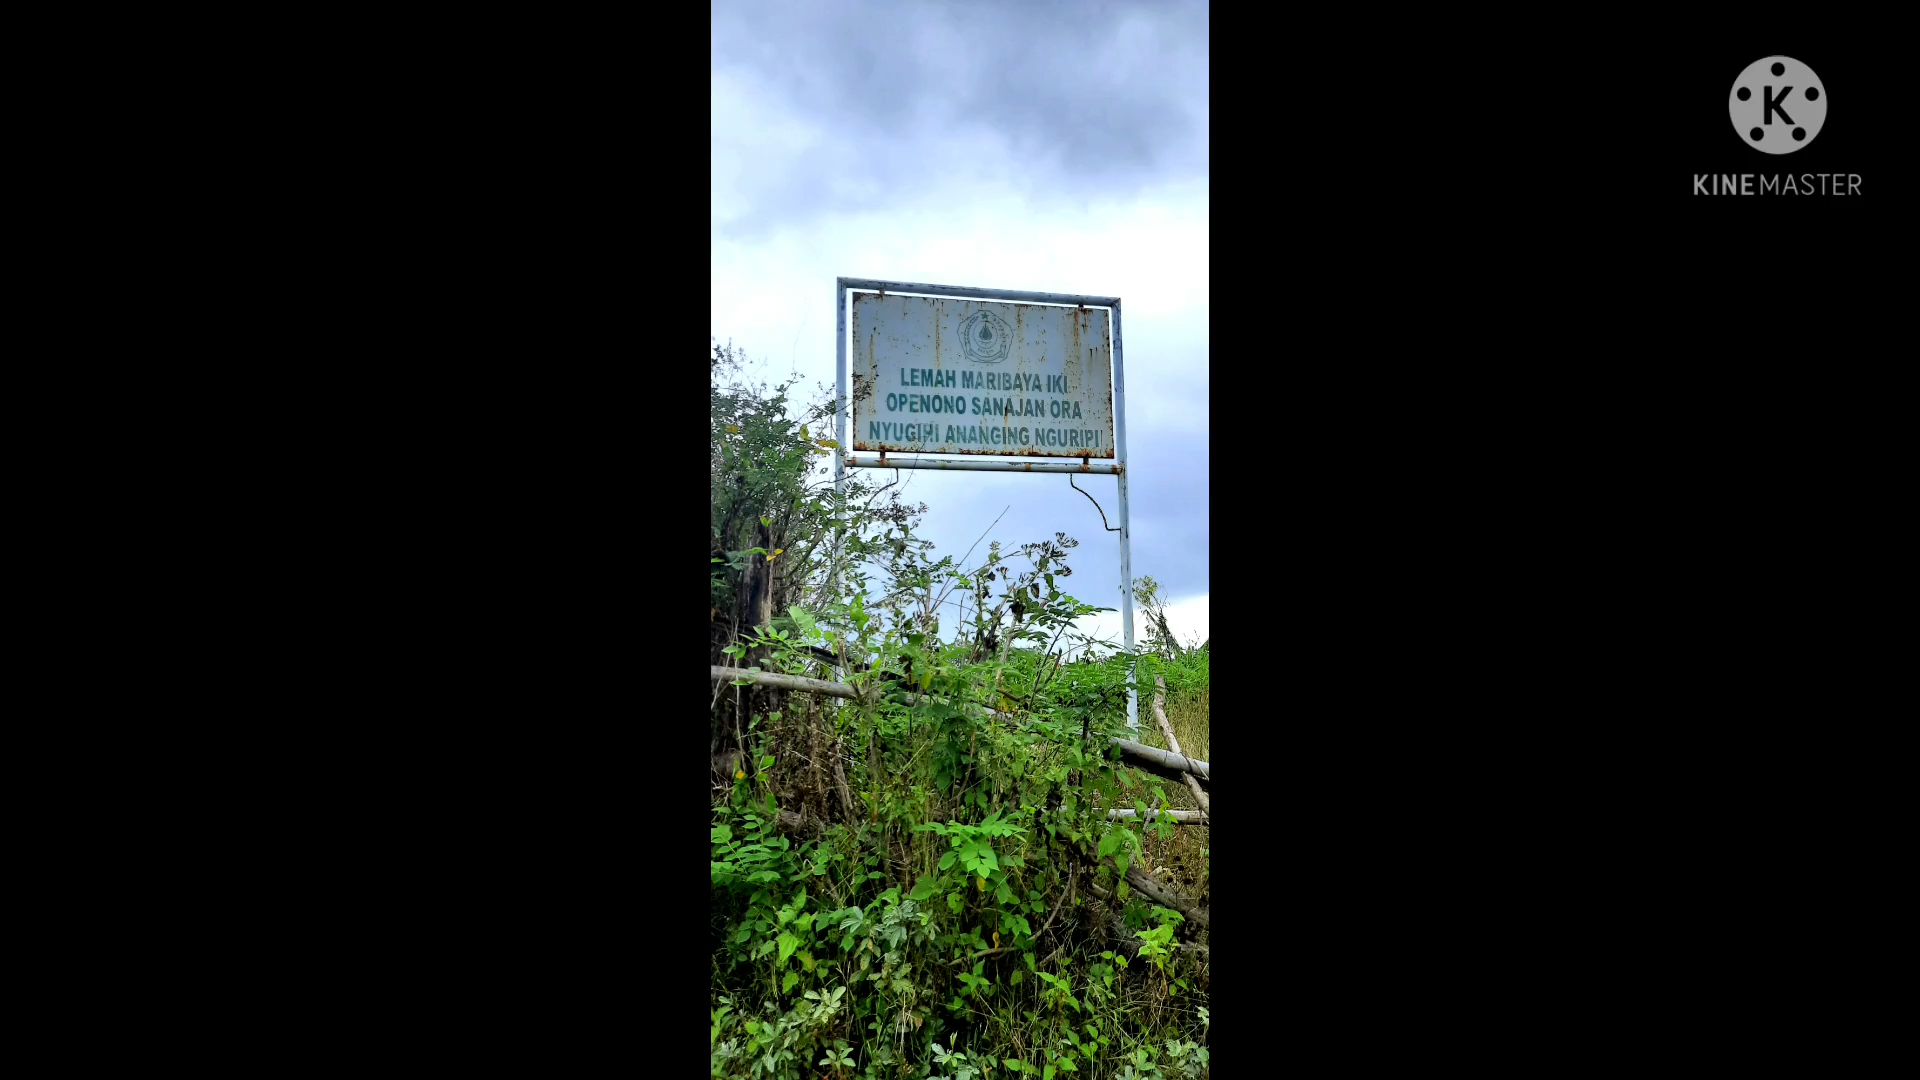 LEMAH MARIBAYA IKI
OPENONO SANAJAN ORA
NYUGIHI ANANGING NGURIPI
K
KINEMASTER